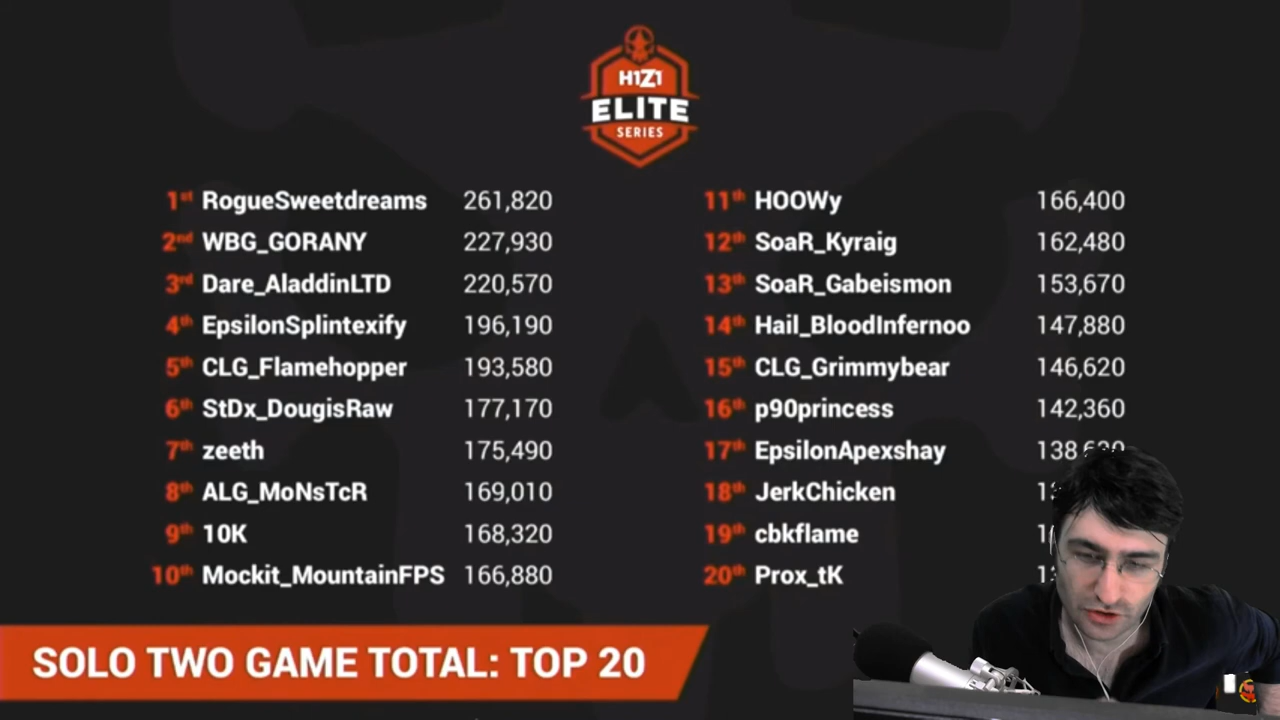 H1Z1
ELITE
SERIES
1st RogueSweetdreams 261,820
2nd WBG_GORANY 227,930
3rd Dare_AladdinLTD 220,570
4th EpsilonSplintexify 196,190
5th CLG_Flamehopper 193,580
6th StDx_DougisRaw 177,170
7th zeeth 175,490
8th ALG_MoNsTcR 169,010
9th 10K 168,320
10th Mockit_MountainFPS 166,880
11th HOOWy 166,400
12th SoaR_Kyraig 162,480
13th SoaR_Gabeismon 153,670
14th Hail_BloodInfernoo 147,880
15th CLG_Grimmybear 146,620
16th p90princess 142,360
17th EpsilonApexshay
18th JerkChicken
19th cbkflame
20th Prox_tK
SOLO TWO GAME TOTAL: TOP 20